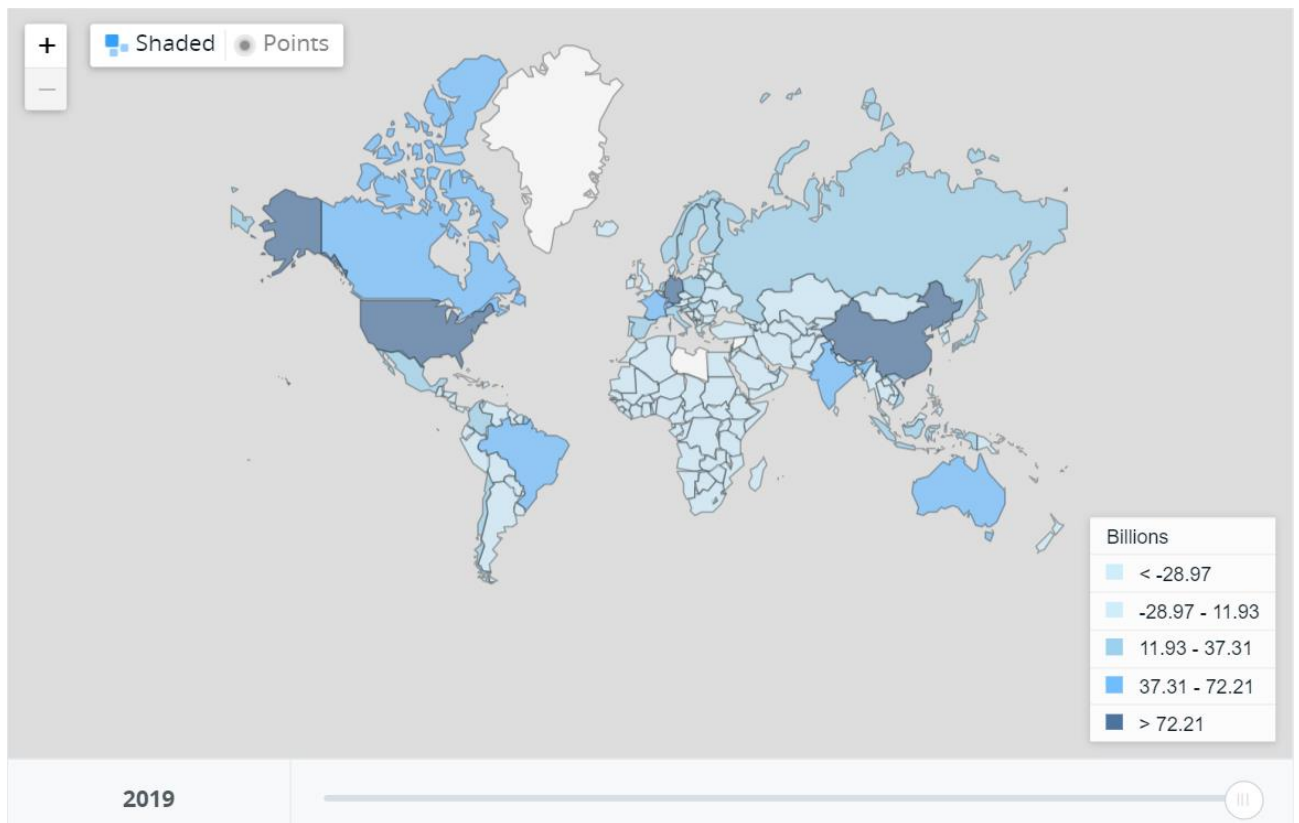 +
Shaded Points
−
Billions
< -28.97
-28.97 - 11.93
11.93 - 37.31
37.31 - 72.21
> 72.21
2019